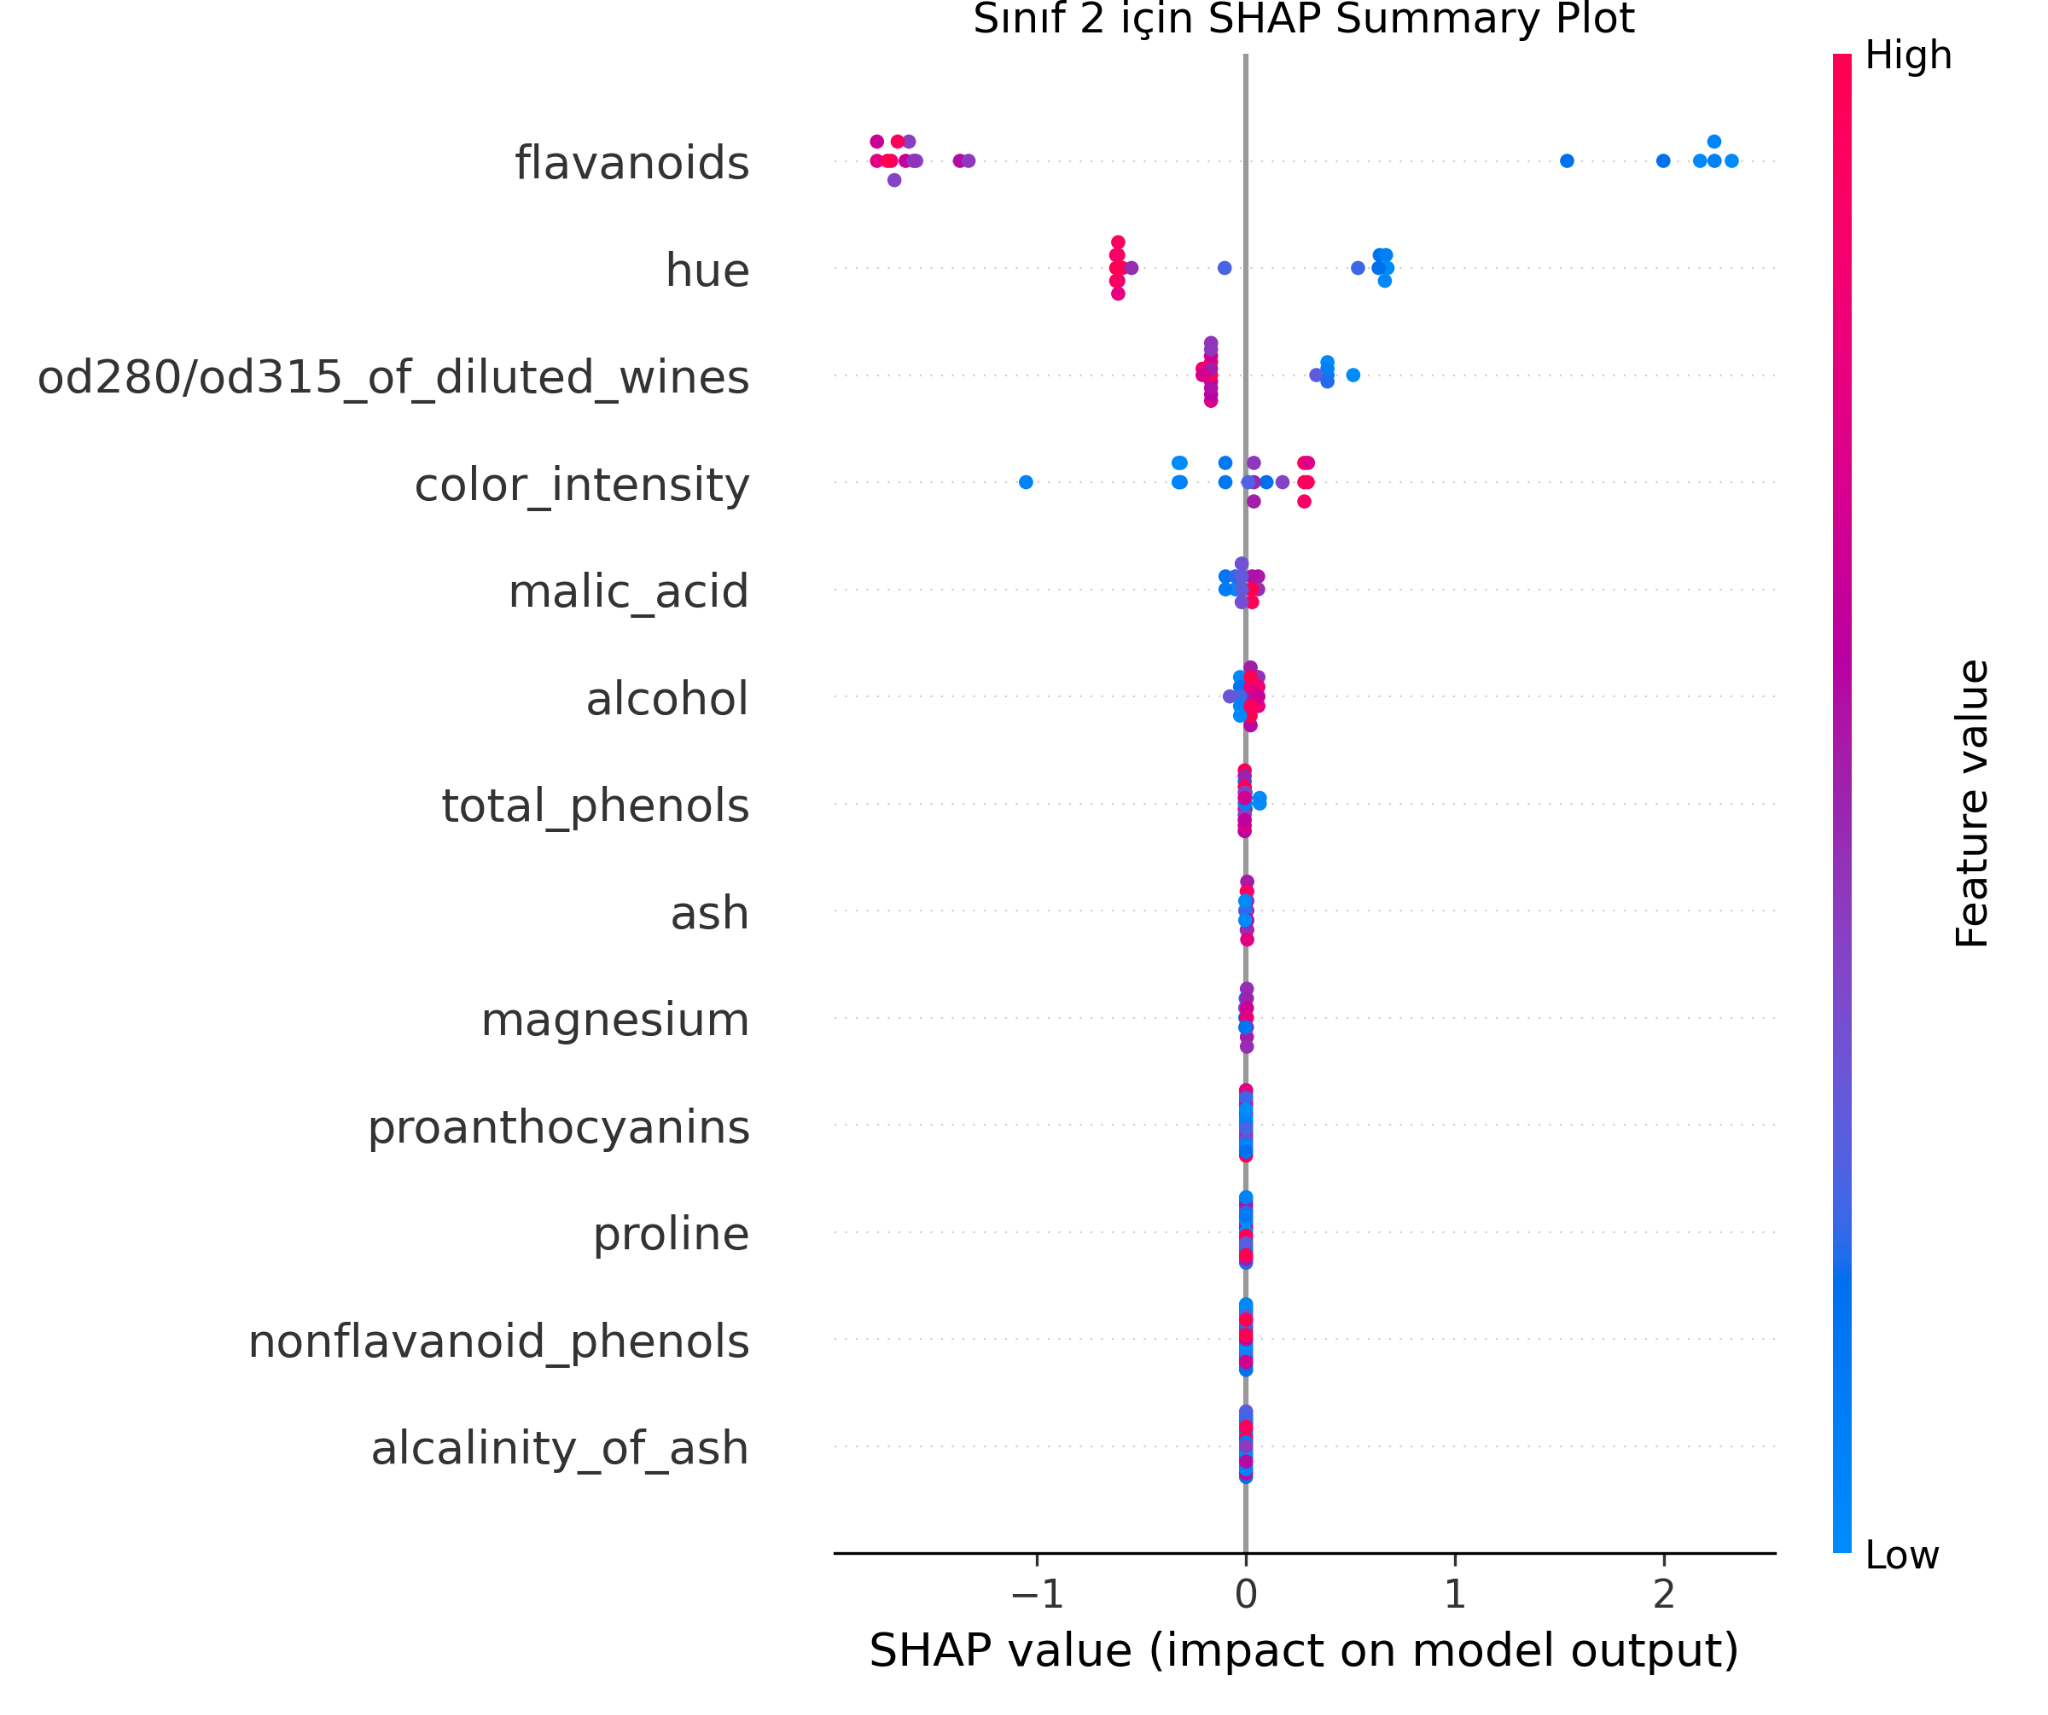 Sınıf 2 için SHAP Summary Plot
High
flavanoids
hue
od280/od315_of_diluted_wines
color_intensity
malic_acid
alcohol
total_phenols
ash
magnesium
proanthocyanins
proline
nonflavanoid_phenols
alcalinity_of_ash
Feature value
Low
−1 0 1 2
SHAP value (impact on model output)